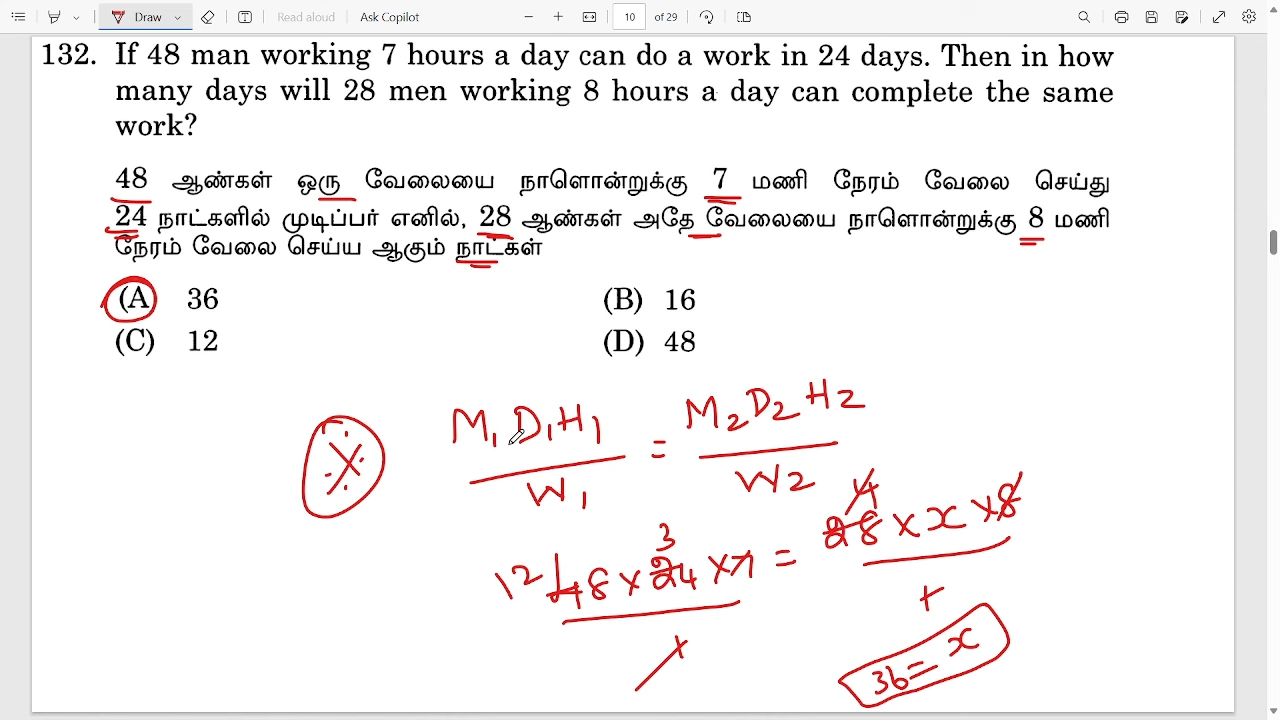 Draw
Read aloud
Ask Copilot
10 of 29
132. If 48 man working 7 hours a day can do a work in 24 days. Then in how
many days will 28 men working 8 hours a day can complete the same
work?
48 ஆண்கள் ஒரு வேலையை நாளொன்றுக்கு 7 மணி நேரம் வேலை செய்து
24 நாட்களில் முடிப்பர் எனில், 28 ஆண்கள் அதே வேலையை நாளொன்றுக்கு 8 மணி
நேரம் வேலை செய்ய ஆகும் நாட்கள்
(A 36 (B) 16
(C) 12 (D) 48
M₁D₁H₁ / W₁ = M₂D₂H₂ / W₂
12 3 4
48 × 24 × 7 = 28 × x × 8
36 = x